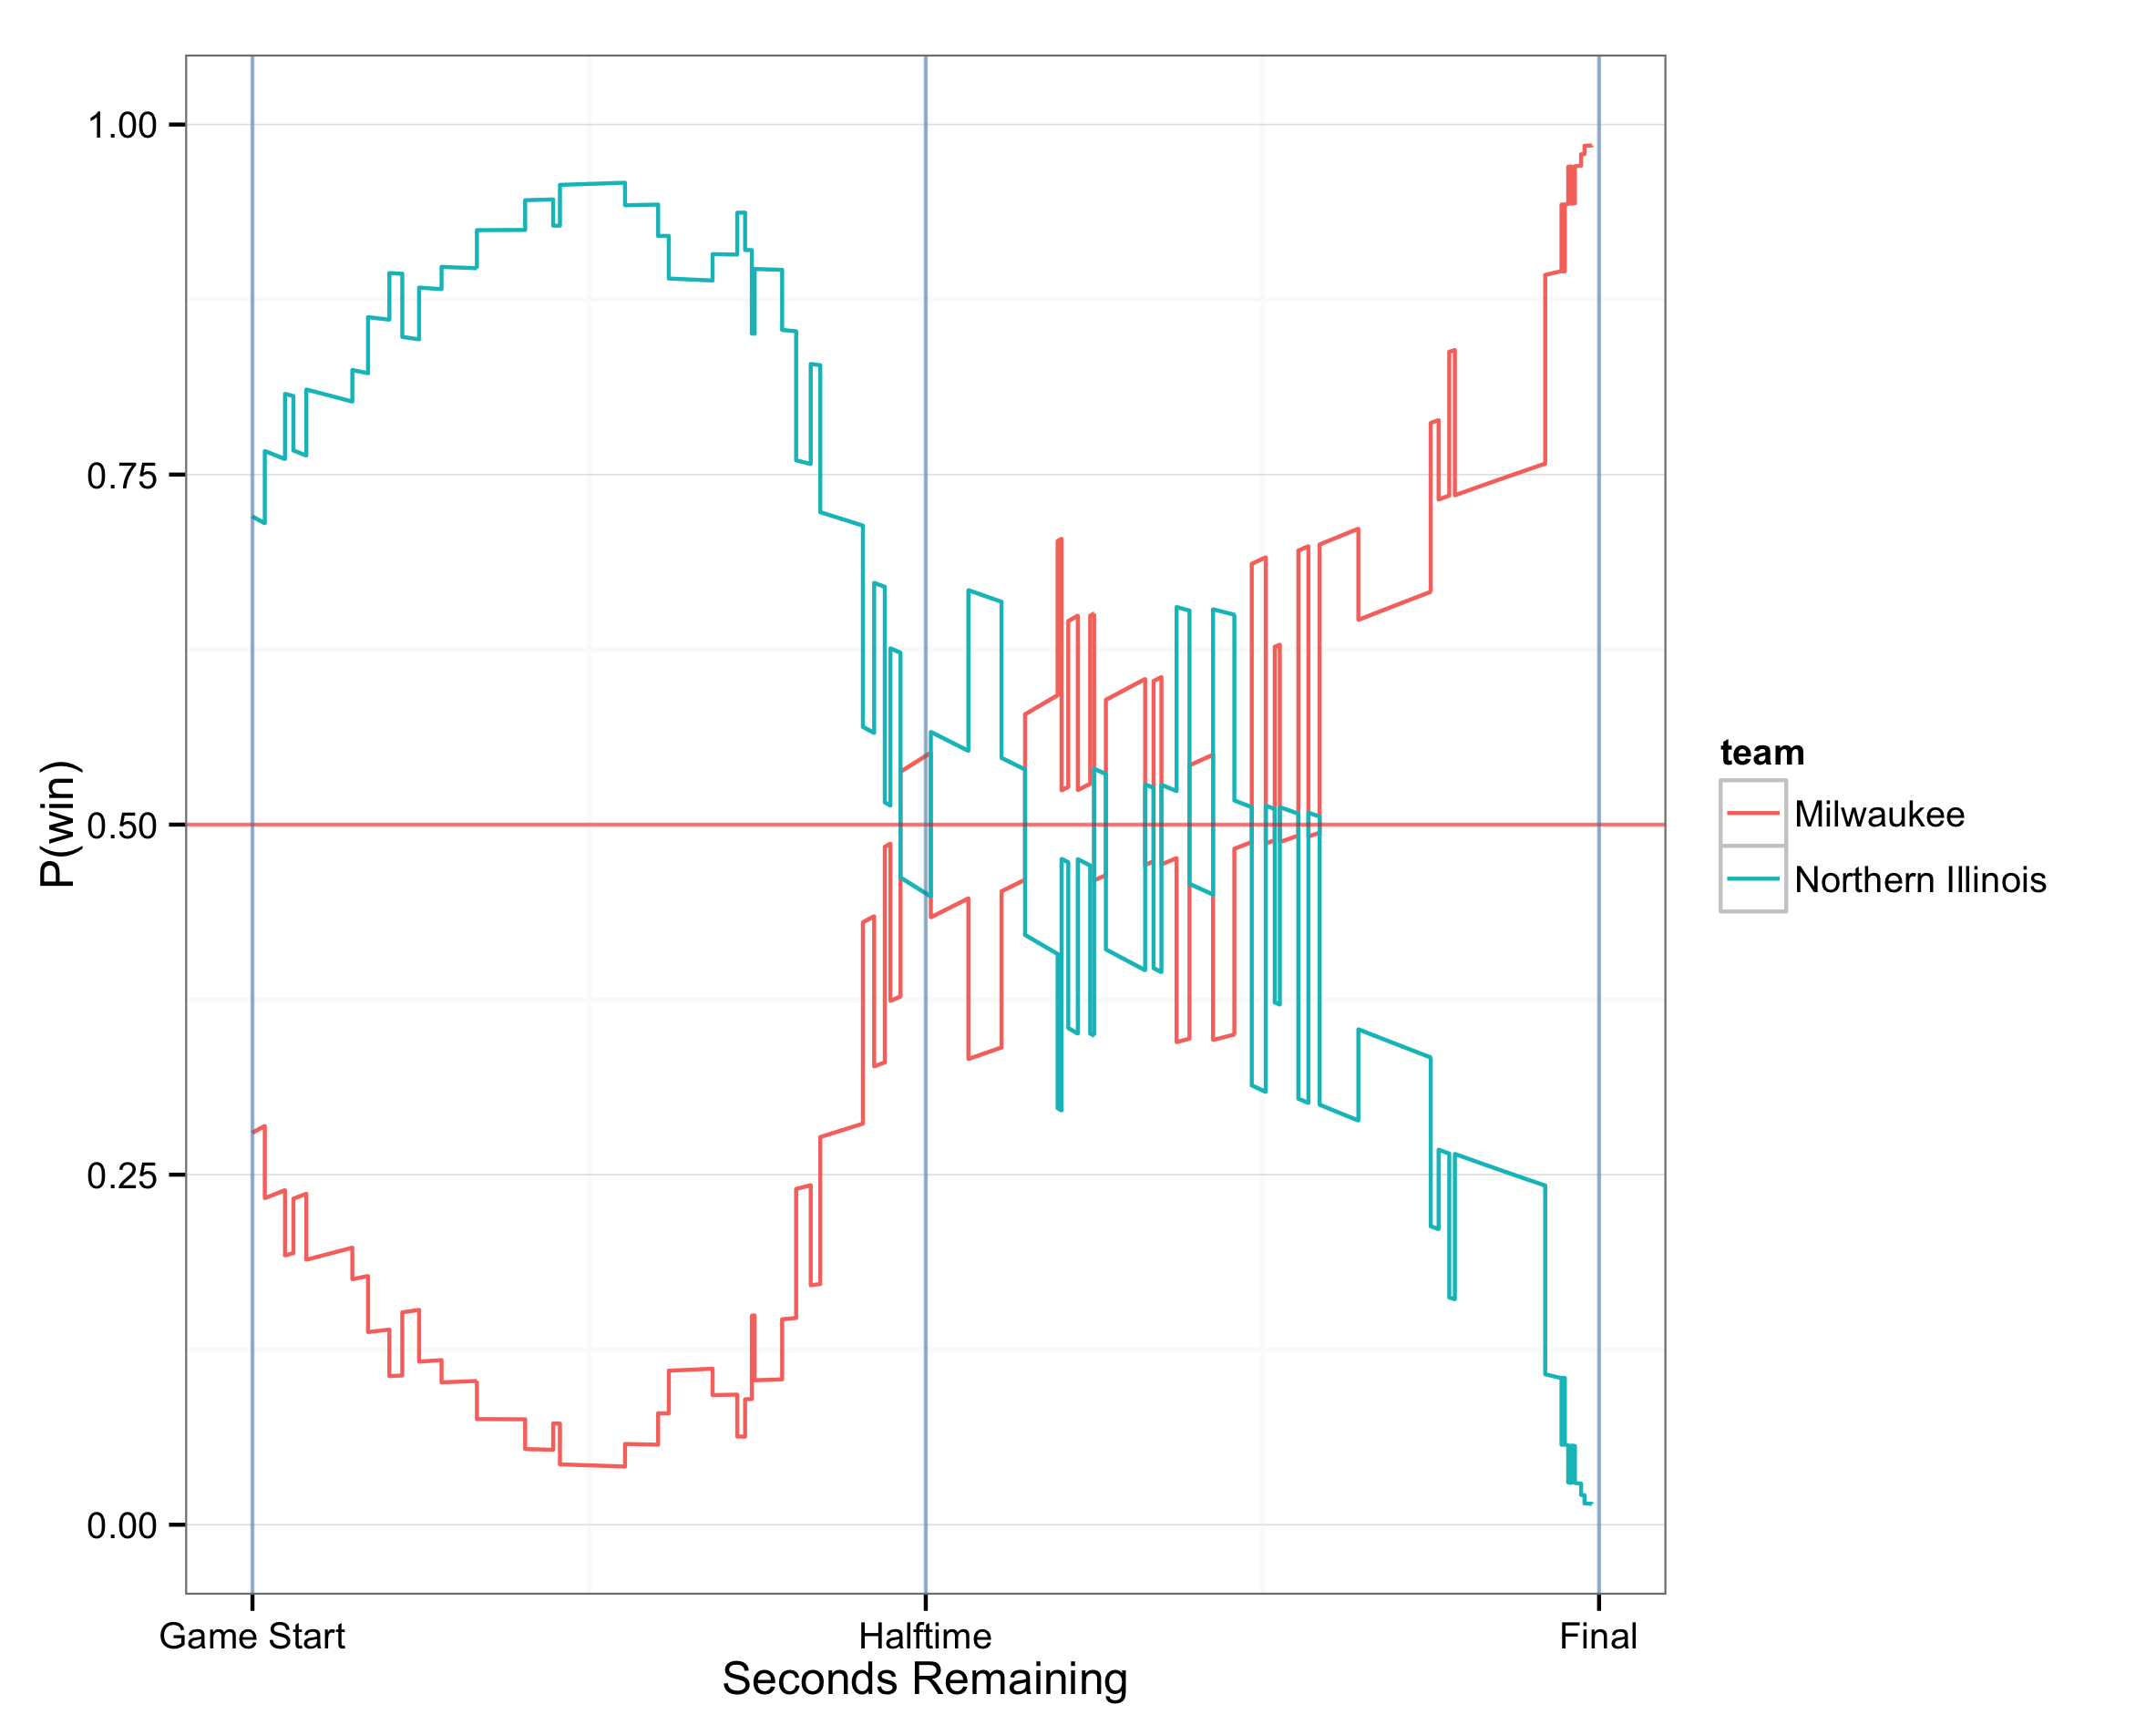 1.00
0.75
0.50
0.25
0.00
P(win)
Game Start
Halftime
Final
Seconds Remaining
team
Milwaukee
Northern Illinois